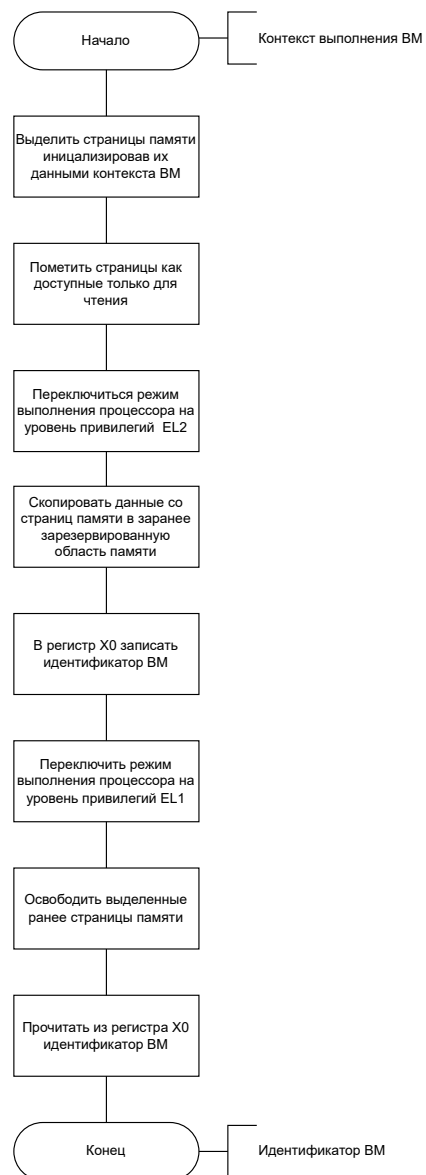 Начало
Контекст выполнения ВМ
Выделить страницы памяти
иницализировав их
данными контекста ВМ
Пометить страницы как
доступные только для
чтения
Переключиться режим
выполнения процессора на
уровень привилегий EL2
Скопировать данные со
страниц памяти в заранее
зарезервированную
область памяти
В регистр X0 записать
идентификатор ВМ
Переключить режим
выполнения процессора на
уровень привилегий EL1
Освободить выделенные
ранее страницы памяти
Прочитать из регистра X0
идентификатор ВМ
Конец
Идентификатор ВМ